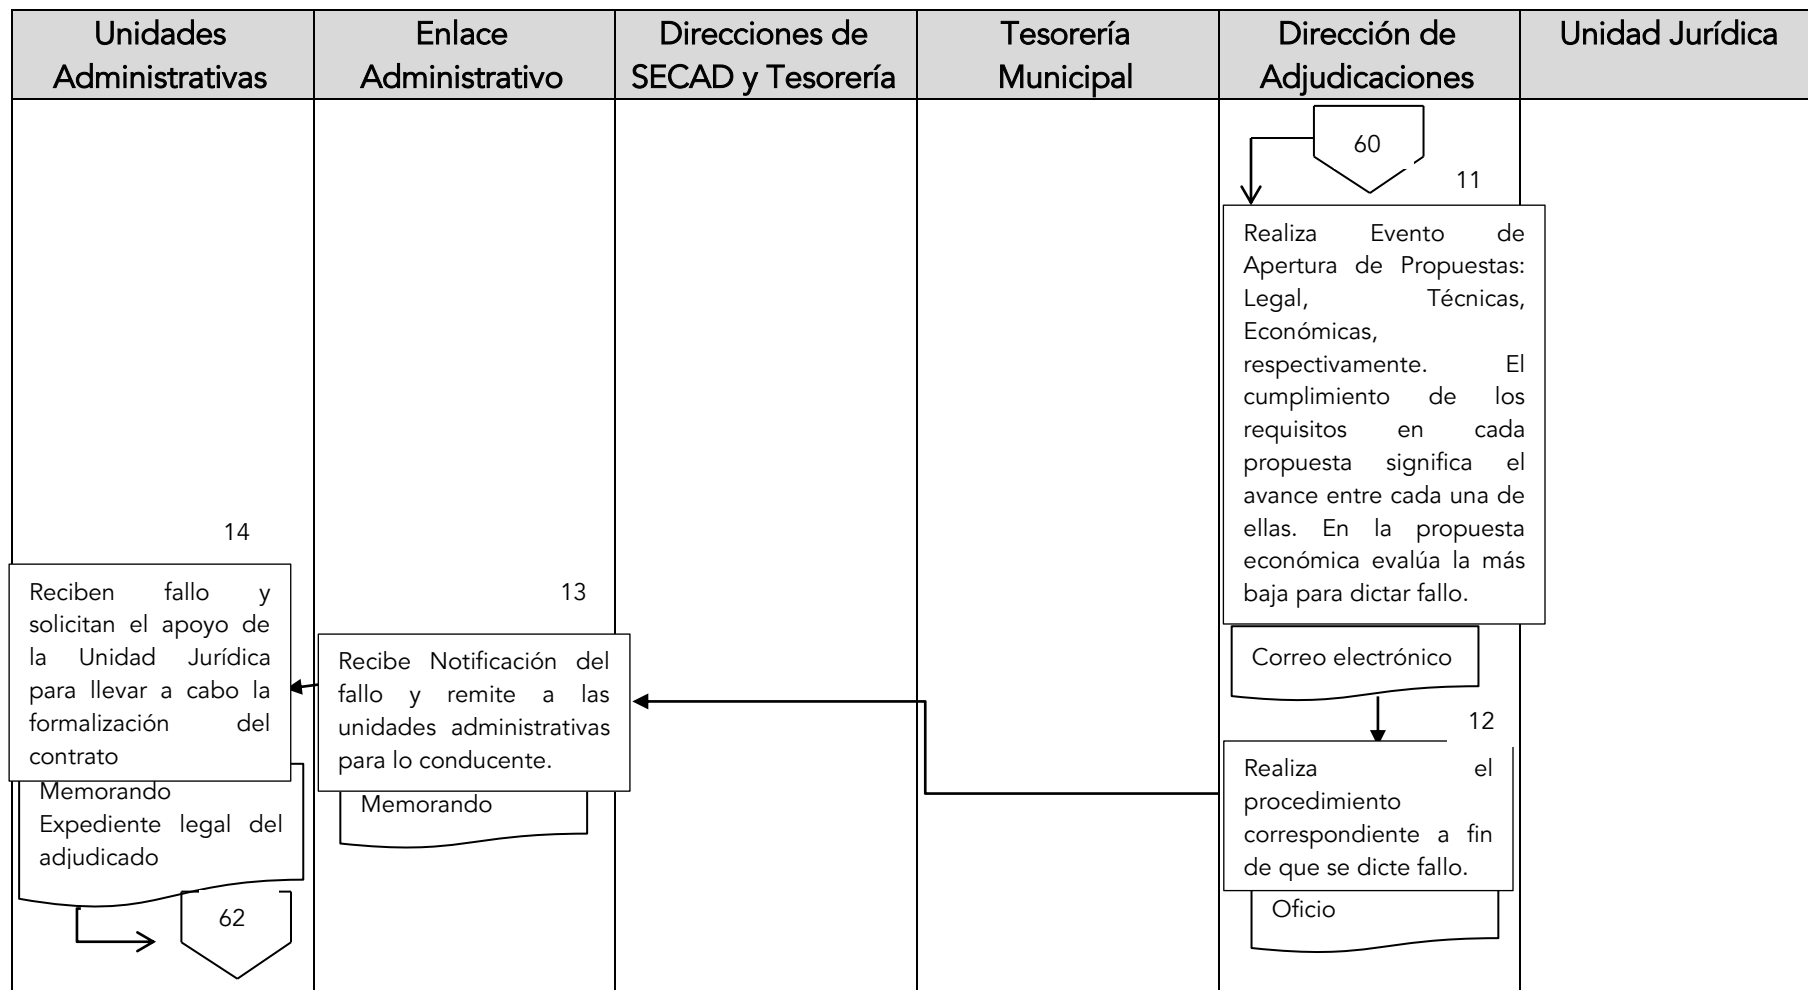 Unidades
Administrativas
Enlace
Administrativo
Direcciones de
SECAD y Tesorería
Tesorería
Municipal
Dirección de
Adjudicaciones
Unidad Jurídica
60
11
Realiza Evento de
Apertura de Propuestas:
Legal, Técnicas,
Económicas,
respectivamente. El
cumplimiento de los
requisitos en cada
propuesta significa el
avance entre cada una de
ellas. En la propuesta
económica evalúa la más
baja para dictar fallo.
Correo electrónico
12
Realiza el
procedimiento
correspondiente a fin
de que se dicte fallo.
Oficio
13
Recibe Notificación del
fallo y remite a las
unidades administrativas
para lo conducente.
Memorando
14
Reciben fallo y
solicitan el apoyo de
la Unidad Jurídica
para llevar a cabo la
formalización del
contrato
Memorando
Expediente legal del
adjudicado
62